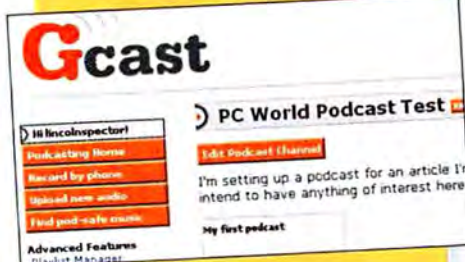 Gcast
Hi lincolnspector!
Podcasting Home
Record by phone
Upload new audio
Find pod-safe music
Advanced Features
Playlist Manager
PC World Podcast Test
Edit Podcast Channel
I'm setting up a podcast for an article I'
intend to have anything of interest here
My first podcast